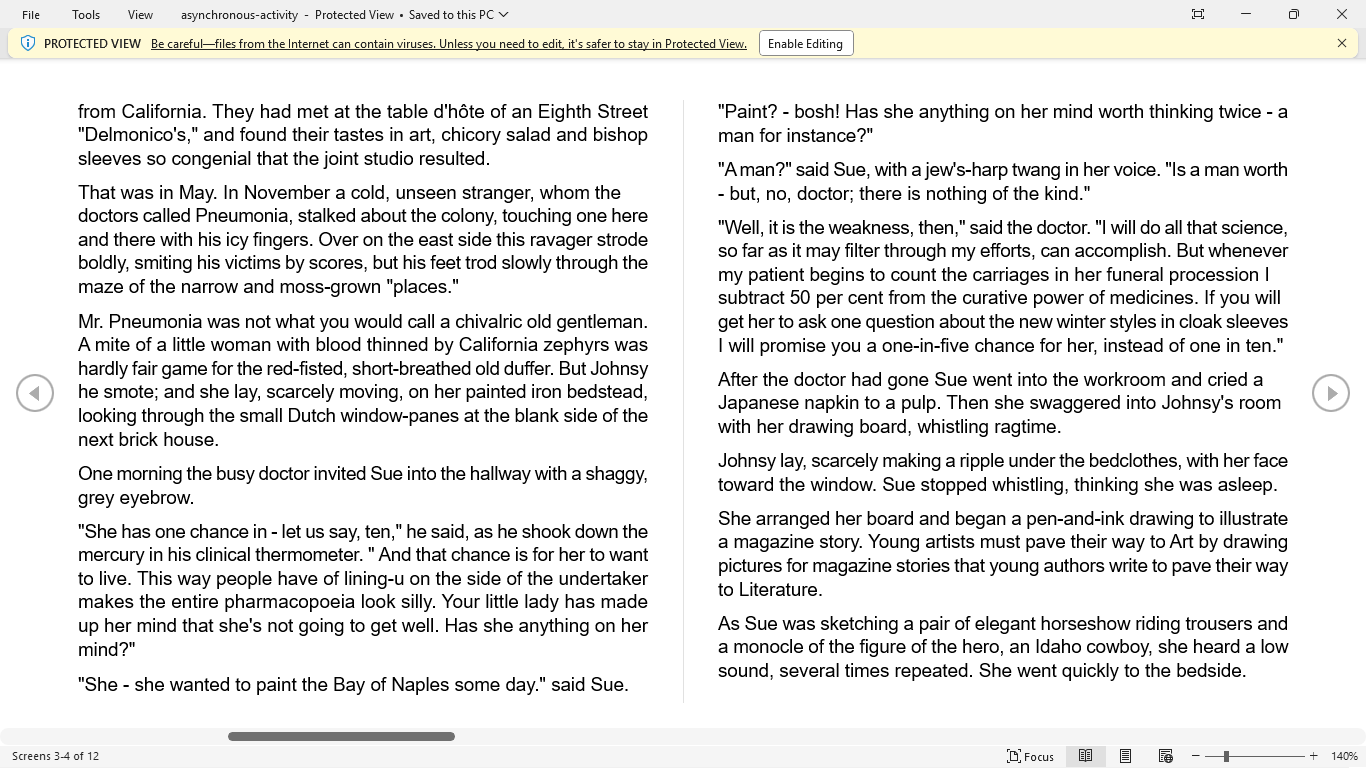 File Tools View asynchronous-activity - Protected View • Saved to this PC
PROTECTED VIEW Be careful—files from the Internet can contain viruses. Unless you need to edit, it's safer to stay in Protected View. Enable Editing
from California. They had met at the table d'hôte of an Eighth Street
"Delmonico's," and found their tastes in art, chicory salad and bishop
sleeves so congenial that the joint studio resulted.
That was in May. In November a cold, unseen stranger, whom the
doctors called Pneumonia, stalked about the colony, touching one here
and there with his icy fingers. Over on the east side this ravager strode
boldly, smiting his victims by scores, but his feet trod slowly through the
maze of the narrow and moss-grown "places."
Mr. Pneumonia was not what you would call a chivalric old gentleman.
A mite of a little woman with blood thinned by California zephyrs was
hardly fair game for the red-fisted, short-breathed old duffer. But Johnsy
he smote; and she lay, scarcely moving, on her painted iron bedstead,
looking through the small Dutch window-panes at the blank side of the
next brick house.
One morning the busy doctor invited Sue into the hallway with a shaggy,
grey eyebrow.
"She has one chance in - let us say, ten," he said, as he shook down the
mercury in his clinical thermometer. " And that chance is for her to want
to live. This way people have of lining-u on the side of the undertaker
makes the entire pharmacopoeia look silly. Your little lady has made
up her mind that she's not going to get well. Has she anything on her
mind?"
"She - she wanted to paint the Bay of Naples some day." said Sue.
"Paint? - bosh! Has she anything on her mind worth thinking twice - a
man for instance?"
"A man?" said Sue, with a jew's-harp twang in her voice. "Is a man worth
- but, no, doctor; there is nothing of the kind."
"Well, it is the weakness, then," said the doctor. "I will do all that science,
so far as it may filter through my efforts, can accomplish. But whenever
my patient begins to count the carriages in her funeral procession I
subtract 50 per cent from the curative power of medicines. If you will
get her to ask one question about the new winter styles in cloak sleeves
I will promise you a one-in-five chance for her, instead of one in ten."
After the doctor had gone Sue went into the workroom and cried a
Japanese napkin to a pulp. Then she swaggered into Johnsy's room
with her drawing board, whistling ragtime.
Johnsy lay, scarcely making a ripple under the bedclothes, with her face
toward the window. Sue stopped whistling, thinking she was asleep.
She arranged her board and began a pen-and-ink drawing to illustrate
a magazine story. Young artists must pave their way to Art by drawing
pictures for magazine stories that young authors write to pave their way
to Literature.
As Sue was sketching a pair of elegant horseshow riding trousers and
a monocle of the figure of the hero, an Idaho cowboy, she heard a low
sound, several times repeated. She went quickly to the bedside.
Screens 3-4 of 12 Focus 140%